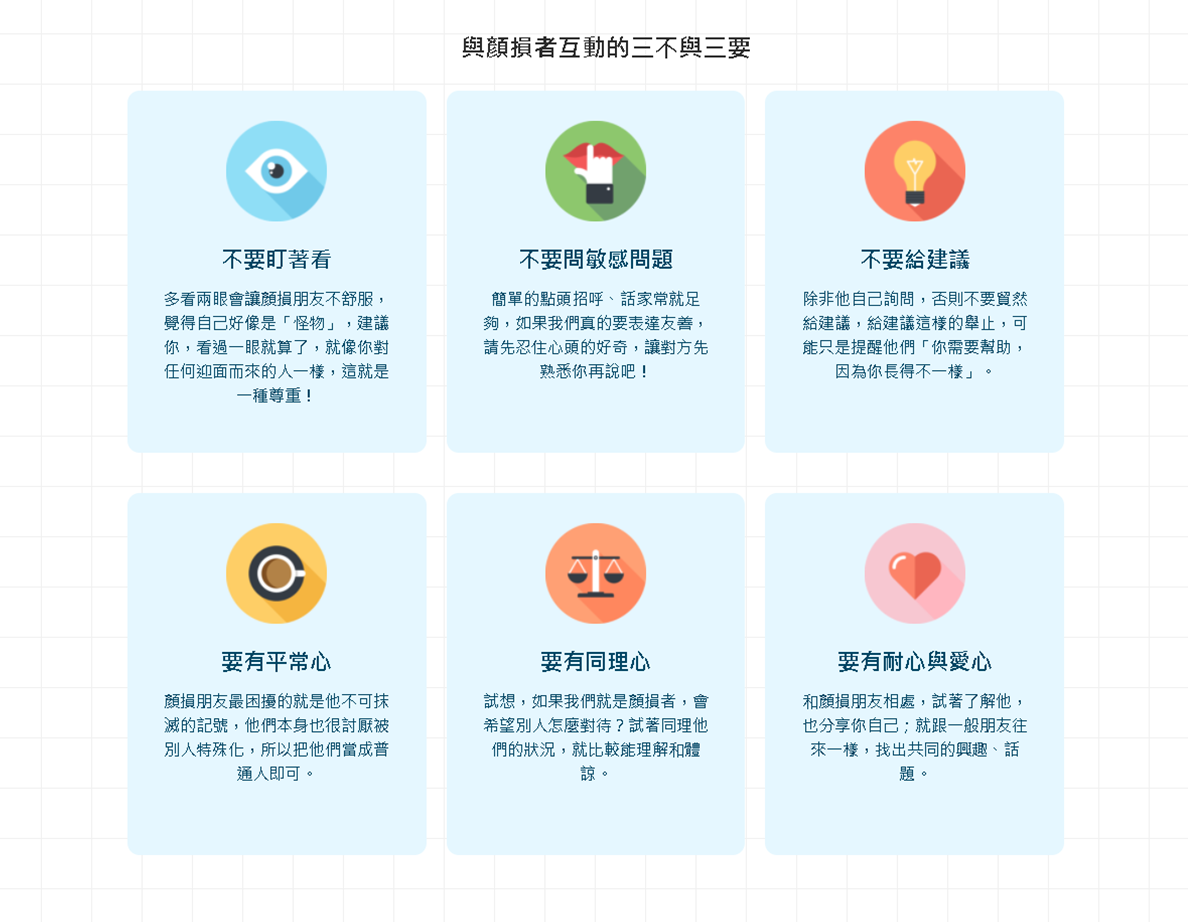 與顏損者互動的三不與三要
不要盯著看
多看兩眼會讓顏損朋友不舒服，
覺得自己好像是「怪物」，建議
你，看過一眼就算了，就像你對
任何迎面而來的人一樣，這就是
一種尊重！
不要問敏感問題
簡單的點頭招呼、話家常就足
夠，如果我們真的要表達友善，
請先忍住心頭的好奇，讓對方先
熟悉你再說吧！
不要給建議
除非他自己詢問，否則不要貿然
給建議，給建議這樣的舉止，可
能只是提醒他們「你需要幫助，
因為你長得不一樣」。
要有平常心
顏損朋友最困擾的就是他不可抹
滅的記號，他們本身也很討厭被
別人特殊化，所以把他們當成普
通人即可。
要有同理心
試想，如果我們就是顏損者，會
希望別人怎麼對待？試著同理他
們的狀況，就比較能理解和體
諒。
要有耐心與愛心
和顏損朋友相處，試著了解他，
也分享你自己；就跟一般朋友往
來一樣，找出共同的興趣、話
題。